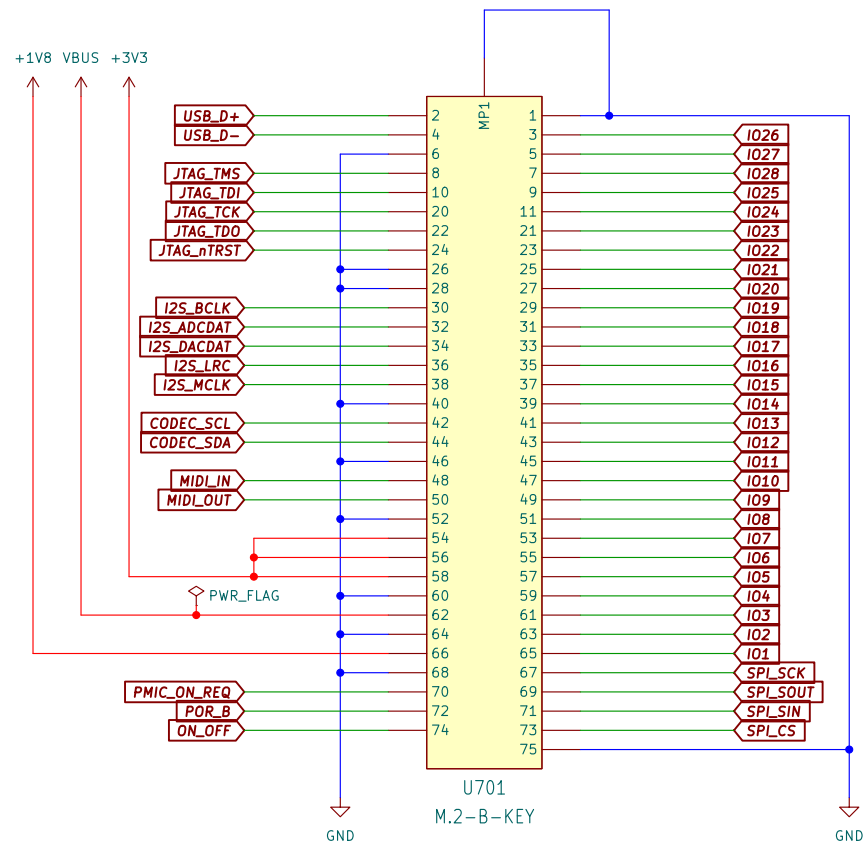 +1V8 VBUS +3V3
MP1
USB_D+ 2 1
USB_D- 4 3 IO26
6 5 IO27
JTAG_TMS 8 7 IO28
JTAG_TDI 10 9 IO25
JTAG_TCK 20 11 IO24
JTAG_TDO 22 21 IO23
JTAG_nTRST 24 23 IO22
26 25 IO21
28 27 IO20
I2S_BCLK 30 29 IO19
I2S_ADCDAT 32 31 IO18
I2S_DACDAT 34 33 IO17
I2S_LRC 36 35 IO16
I2S_MCLK 38 37 IO15
40 39 IO14
CODEC_SCL 42 41 IO13
CODEC_SDA 44 43 IO12
46 45 IO11
MIDI_IN 48 47 IO10
MIDI_OUT 50 49 IO9
52 51 IO8
54 53 IO7
56 55 IO6
58 57 IO5
PWR_FLAG 60 59 IO4
62 61 IO3
64 63 IO2
66 65 IO1
68 67 SPI_SCK
PMIC_ON_REQ 70 69 SPI_SOUT
POR_B 72 71 SPI_SIN
ON_OFF 74 73 SPI_CS
75
U701
M.2-B-KEY
GND GND